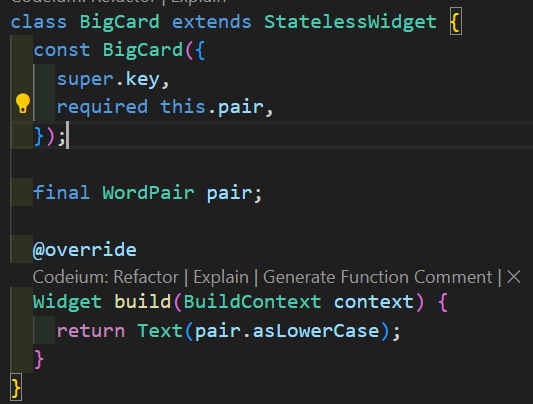 Codeium: Refactor | Explain
class BigCard extends StatelessWidget {
  const BigCard({
    super.key,
    required this.pair,
  });

  final WordPair pair;

  @override
  Codeium: Refactor | Explain | Generate Function Comment | ×
  Widget build(BuildContext context) {
    return Text(pair.asLowerCase);
  }
}